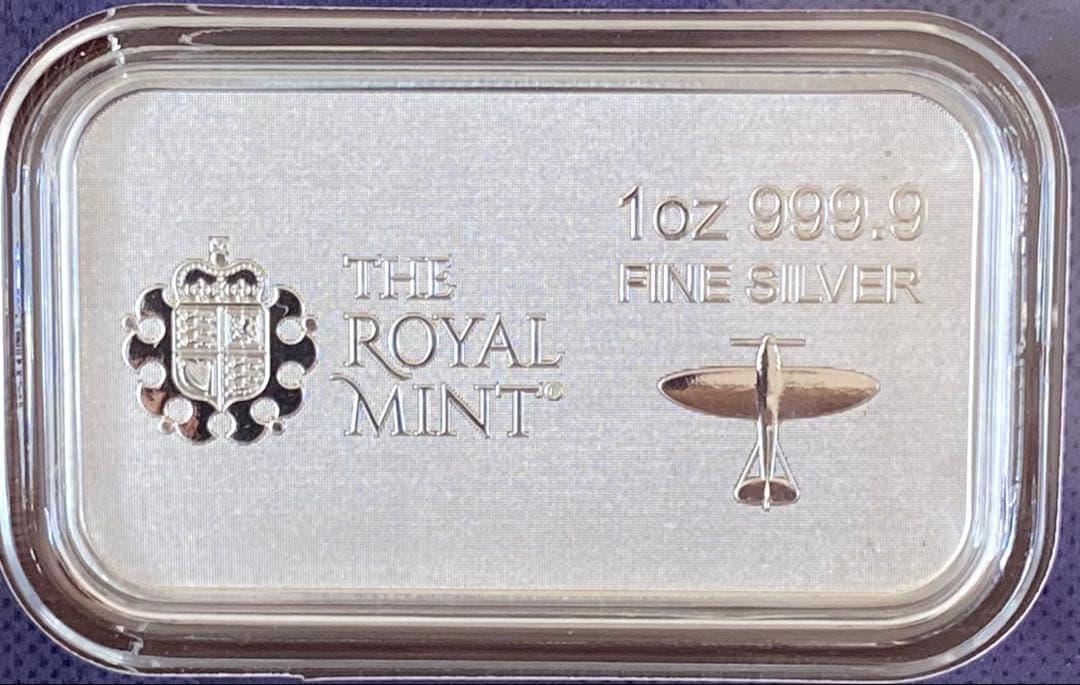 THE
ROYAL
MINT®
1oz 999.9
FINE SILVER